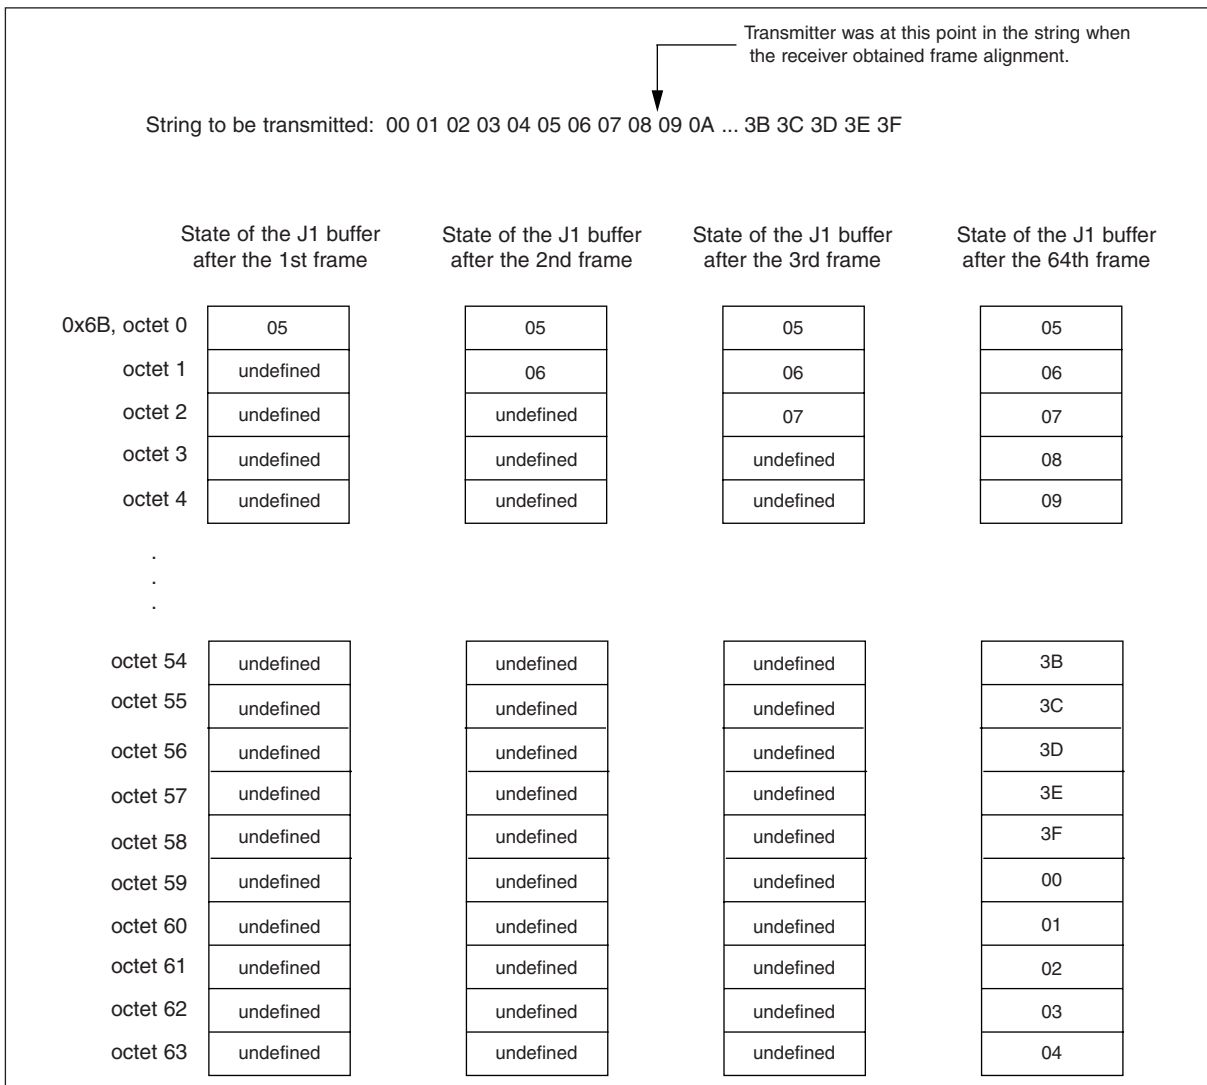 Transmitter was at this point in the string when
the receiver obtained frame alignment.
String to be transmitted: 00 01 02 03 04 05 06 07 08 09 0A ... 3B 3C 3D 3E 3F
State of the J1 buffer after the 1st frame
State of the J1 buffer after the 2nd frame
State of the J1 buffer after the 3rd frame
State of the J1 buffer after the 64th frame
0x6B, octet 0 05 05 05 05
octet 1 undefined 06 06 06
octet 2 undefined undefined 07 07
octet 3 undefined undefined undefined 08
octet 4 undefined undefined undefined 09
.
.
.
octet 54 undefined undefined undefined 3B
octet 55 undefined undefined undefined 3C
octet 56 undefined undefined undefined 3D
octet 57 undefined undefined undefined 3E
octet 58 undefined undefined undefined 3F
octet 59 undefined undefined undefined 00
octet 60 undefined undefined undefined 01
octet 61 undefined undefined undefined 02
octet 62 undefined undefined undefined 03
octet 63 undefined undefined undefined 04